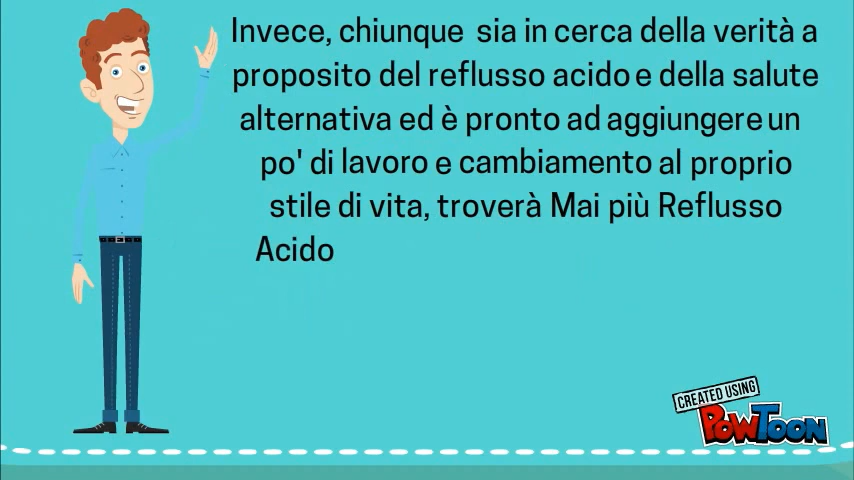 Invece, chiunque sia in cerca della verità a
proposito del reflusso acido e della salute
alternativa ed è pronto ad aggiungere un
po' di lavoro e cambiamento al proprio
stile di vita, troverà Mai più Reflusso
Acido
CREATED USING
POWTOON